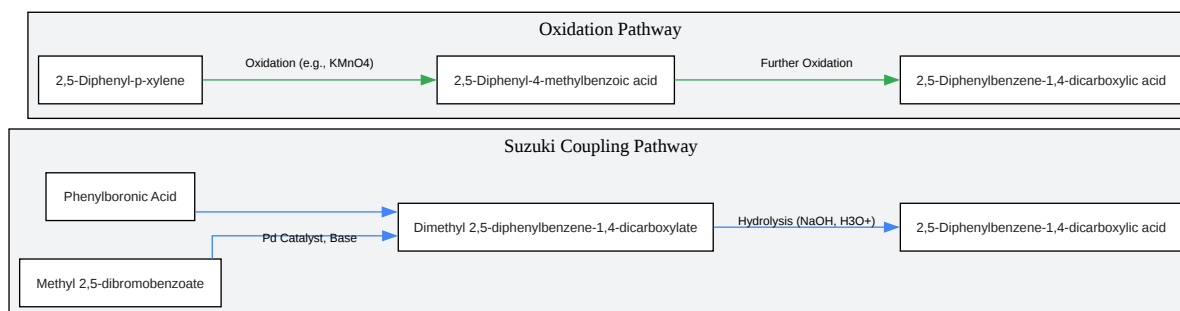 Oxidation Pathway
2,5-Diphenyl-p-xylene
Oxidation (e.g., KMnO4)
2,5-Diphenyl-4-methylbenzoic acid
Further Oxidation
2,5-Diphenylbenzene-1,4-dicarboxylic acid
Suzuki Coupling Pathway
Phenylboronic Acid
Pd Catalyst, Base
Methyl 2,5-dibromobenzoate
Dimethyl 2,5-diphenylbenzene-1,4-dicarboxylate
Hydrolysis (NaOH, H3O+)
2,5-Diphenylbenzene-1,4-dicarboxylic acid